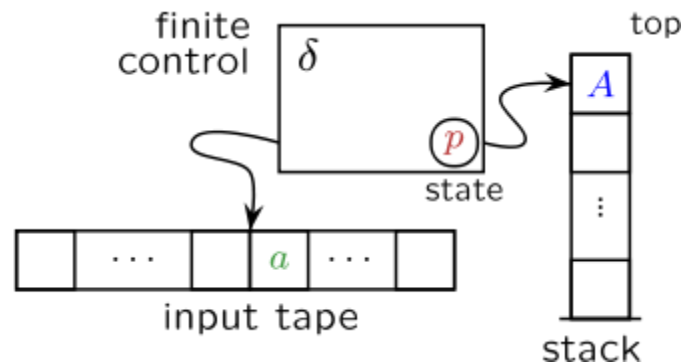 finite
control
δ
top
A
p
state
⋮
··· a ···
input tape
stack